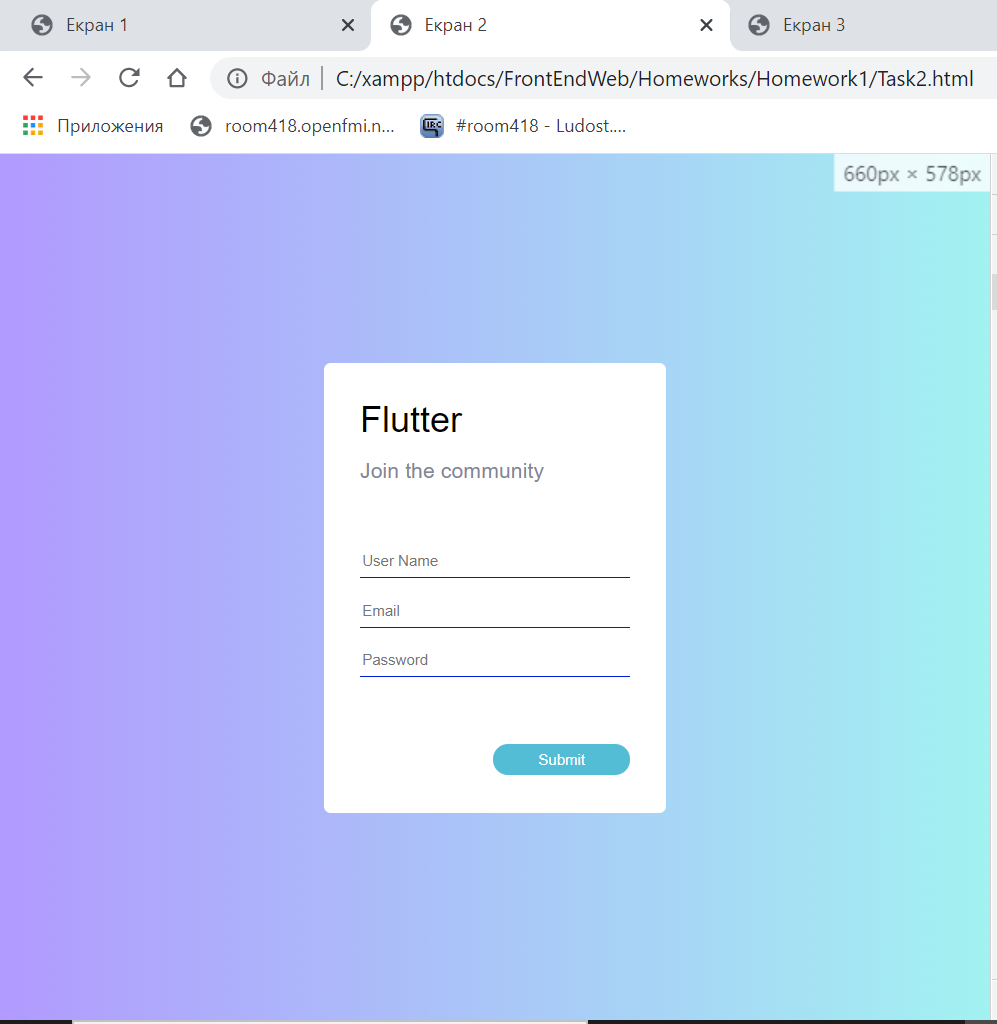 Екран 1 Екран 2 Екран 3
Файл C:/xampp/htdocs/FrontEndWeb/Homeworks/Homework1/Task2.html
Приложения room418.openfmi.n... IRC #room418 - Ludost....
660px × 578px
Flutter
Join the community
User Name
Email
Password
Submit